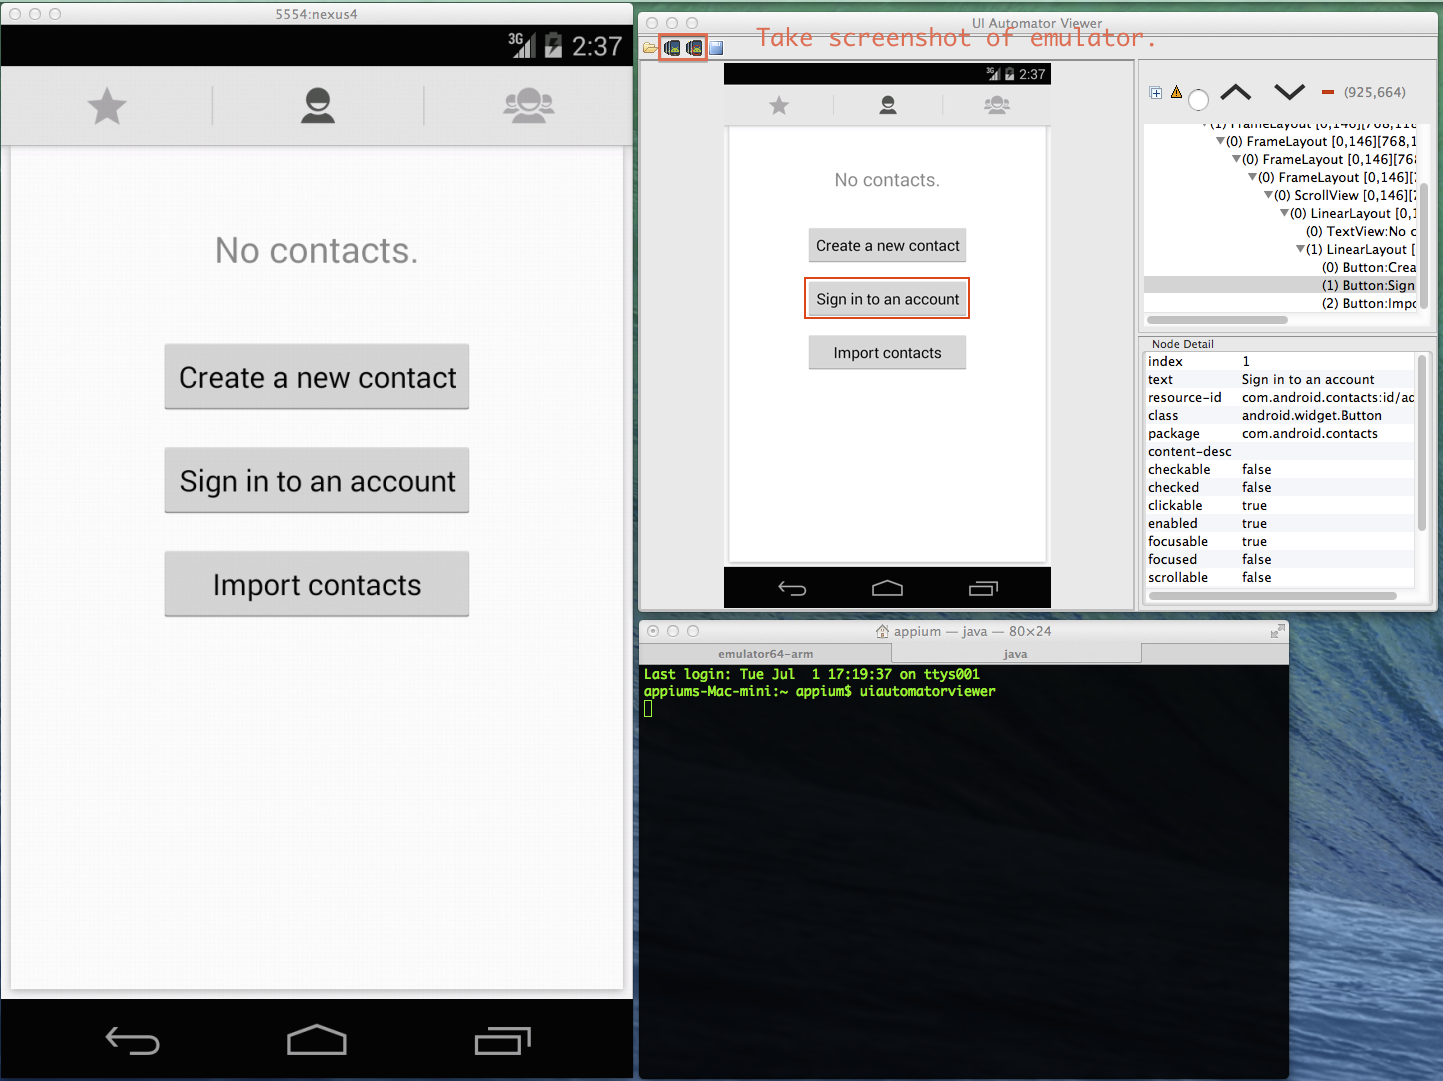 5554:nexus4
3G 2:37
No contacts.
Create a new contact
Sign in to an account
Import contacts
UI Automator Viewer
Take screenshot of emulator.
3G 2:37
No contacts.
Create a new contact
Sign in to an account
Import contacts
(925,664)
(1) FrameLayout [0,146][768,118
(0) FrameLayout [0,146][768,1
(0) FrameLayout [0,146][768
(0) FrameLayout [0,146][7
(0) ScrollView [0,146][7
(0) LinearLayout [0,1
(0) TextView:No c
(1) LinearLayout [
(0) Button:Crea
(1) Button:Sign
(2) Button:Impo
Node Detail
index 1
text Sign in to an account
resource-id com.android.contacts:id/ac
class android.widget.Button
package com.android.contacts
content-desc
checkable false
checked false
clickable true
enabled true
focusable true
focused false
scrollable false
appium — java — 80×24
emulator64-arm java
Last login: Tue Jul  1 17:19:37 on ttys001
appiums-Mac-mini:~ appium$ uiautomatorviewer